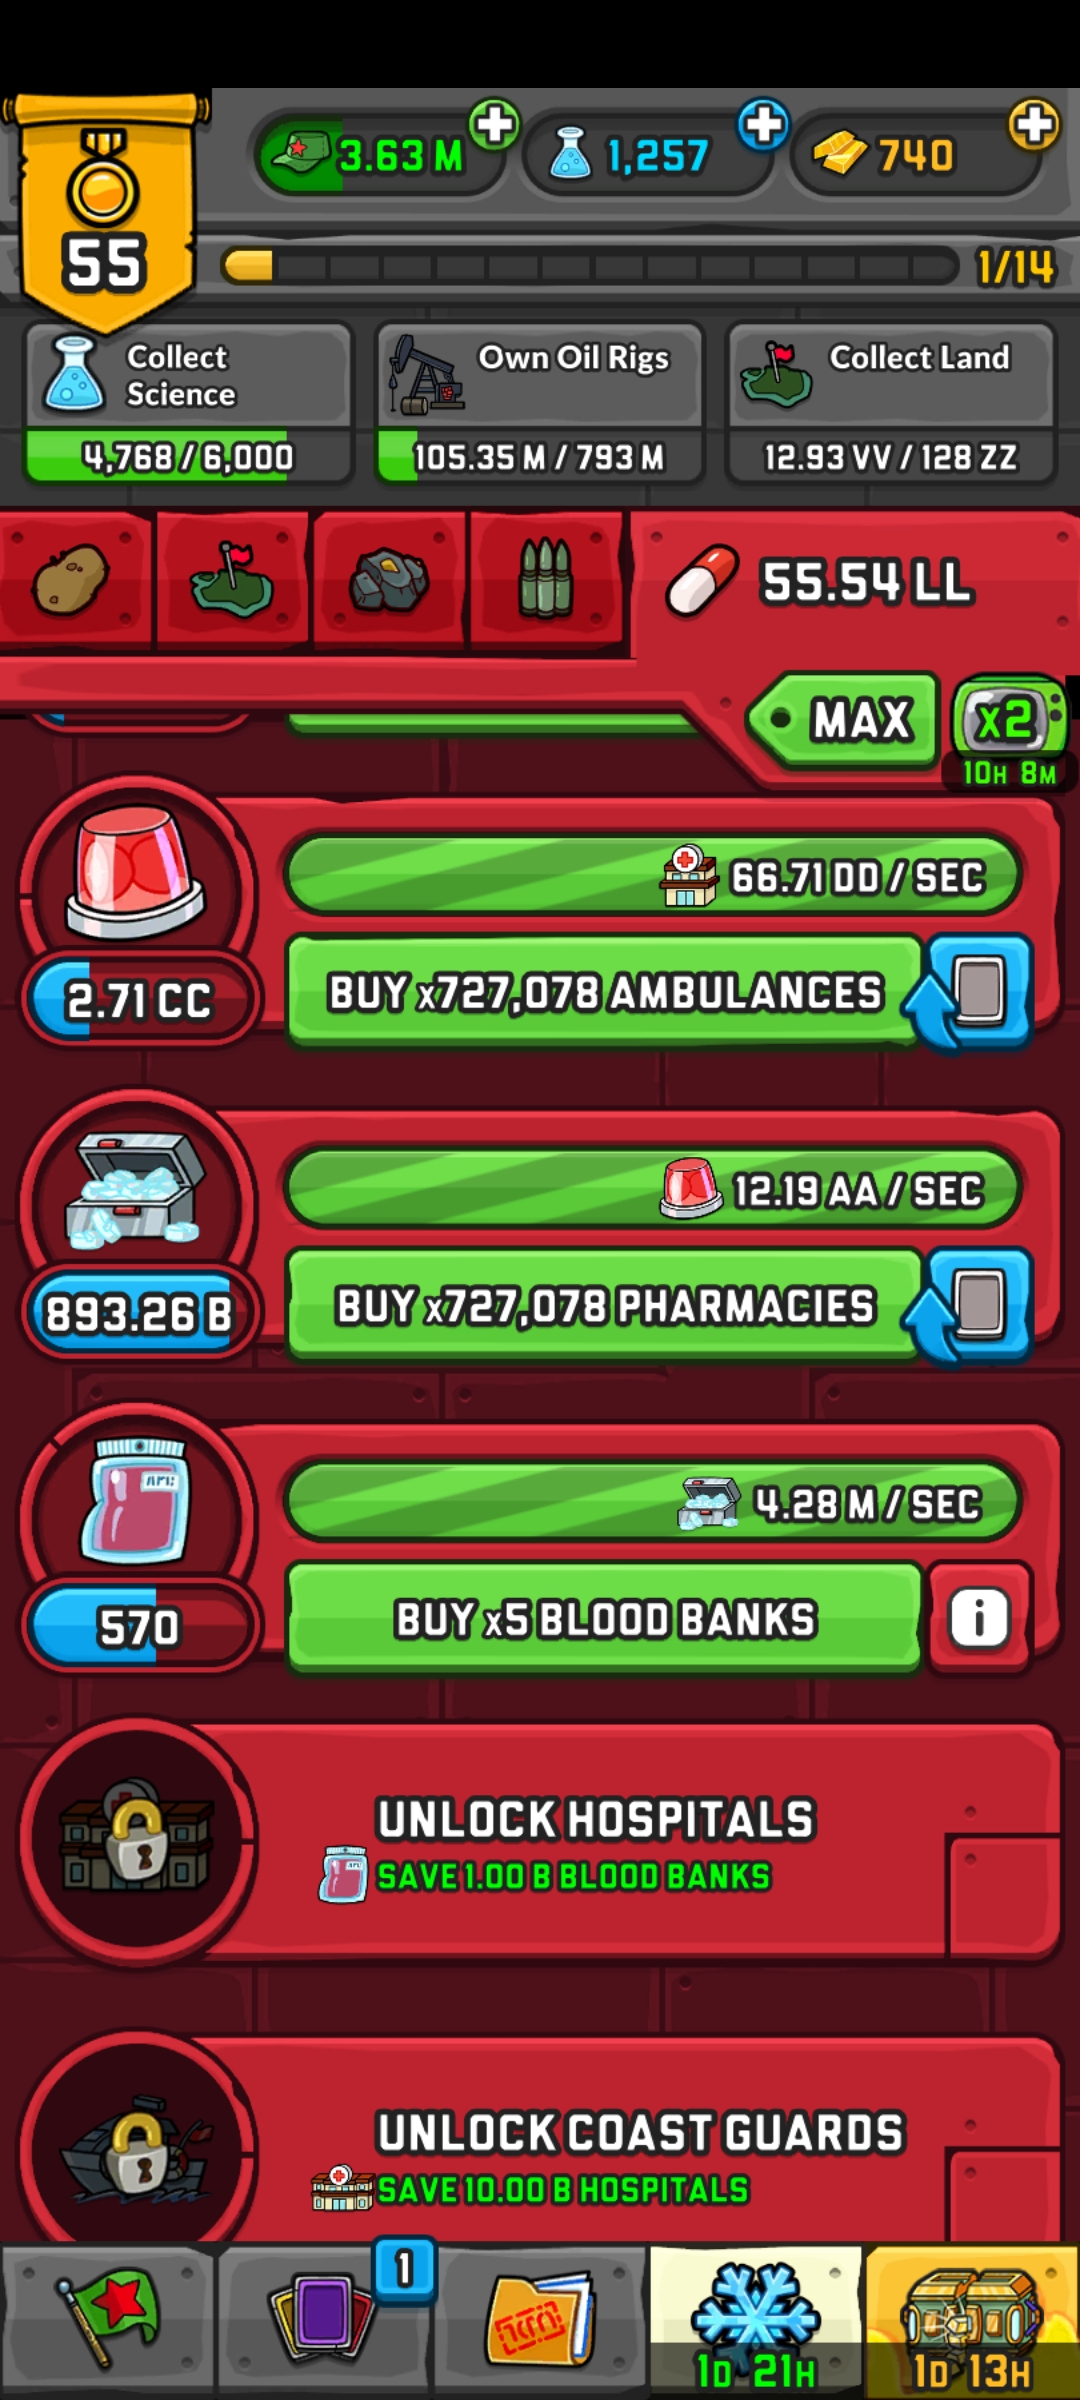 55
3.63 M
1,257
740
1/14
Collect
Science
4,768 / 6,000
Own Oil Rigs
105.35 M / 793 M
Collect Land
12.93 VV / 128 ZZ
55.54 LL
MAX
x2
10H 8M
66.71 DD / SEC
2.71 CC
BUY x727,078 AMBULANCES
12.19 AA / SEC
893.26 B
BUY x727,078 PHARMACIES
4.28 M / SEC
570
BUY x5 BLOOD BANKS
i
UNLOCK HOSPITALS
SAVE 1.00 B BLOOD BANKS
UNLOCK COAST GUARDS
SAVE 10.00 B HOSPITALS
1
1D 21H
1D 13H